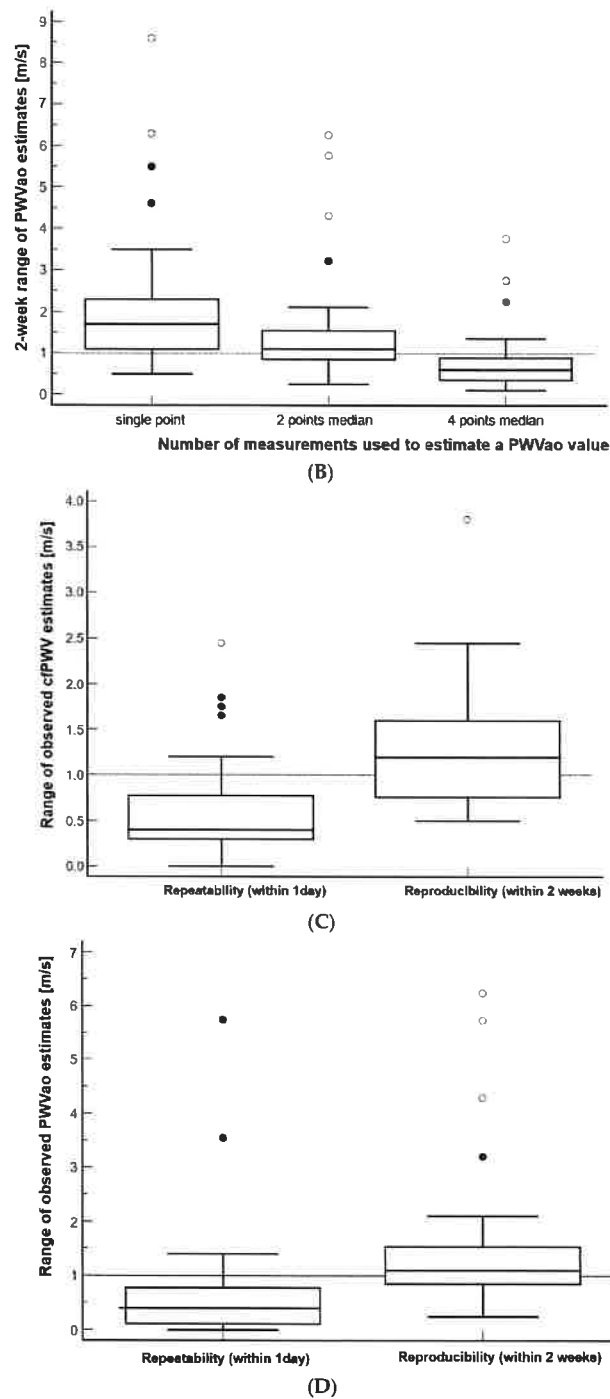 9
8
7
6
5
4
3
2
1
0
2-week range of PWVao estimates [m/s]
single point 2 points median 4 points median
Number of measurements used to estimate a PWVao value
(B)
4.0
3.5
3.0
2.5
2.0
1.5
1.0
0.5
0.0
Range of observed cfPWV estimates [m/s]
Repeatability (within 1day) Reproducibility (within 2 weeks)
(C)
7
6
5
4
3
2
1
0
Range of observed PWVao estimates [m/s]
Repeatability (within 1day) Reproducibility (within 2 weeks)
(D)